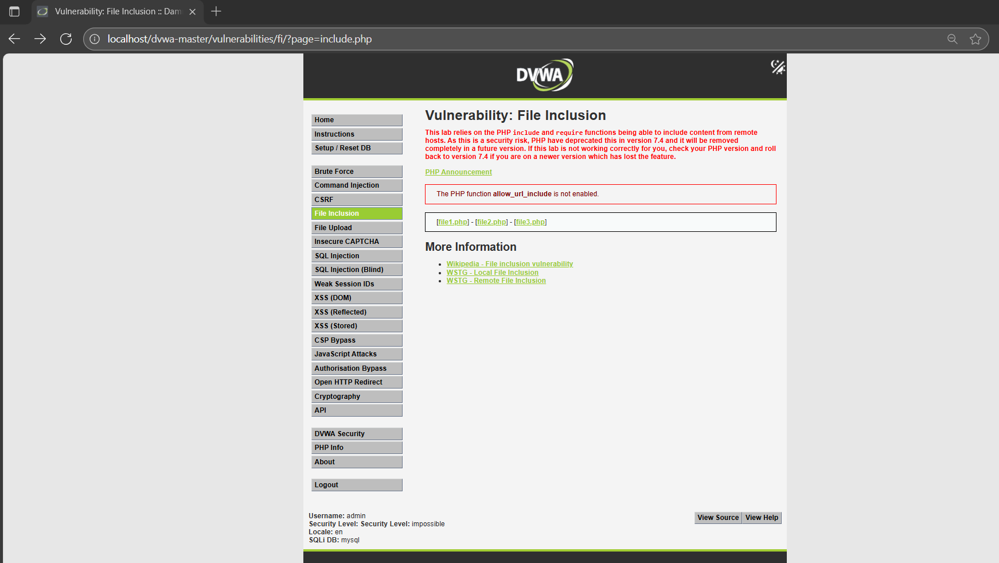 Vulnerability: File Inclusion :: Dam
localhost/dvwa-master/vulnerabilities/fi/?page=include.php
DVWA
Home
Instructions
Setup / Reset DB
Brute Force
Command Injection
CSRF
File Inclusion
File Upload
Insecure CAPTCHA
SQL Injection
SQL Injection (Blind)
Weak Session IDs
XSS (DOM)
XSS (Reflected)
XSS (Stored)
CSP Bypass
JavaScript Attacks
Authorisation Bypass
Open HTTP Redirect
Cryptography
API
DVWA Security
PHP Info
About
Logout
Vulnerability: File Inclusion
This lab relies on the PHP include and require functions being able to include content from remote
hosts. As this is a security risk, PHP have deprecated this in version 7.4 and it will be removed
completely in a future version. If this lab is not working correctly for you, check your PHP version and roll
back to version 7.4 if you are on a newer version which has lost the feature.
PHP Announcement
The PHP function allow_url_include is not enabled.
[file1.php] - [file2.php] - [file3.php]
More Information
• Wikipedia - File inclusion vulnerability
• WSTG - Local File Inclusion
• WSTG - Remote File Inclusion
Username: admin
Security Level: Security Level: impossible
Locale: en
SQLi DB: mysql
View Source View Help